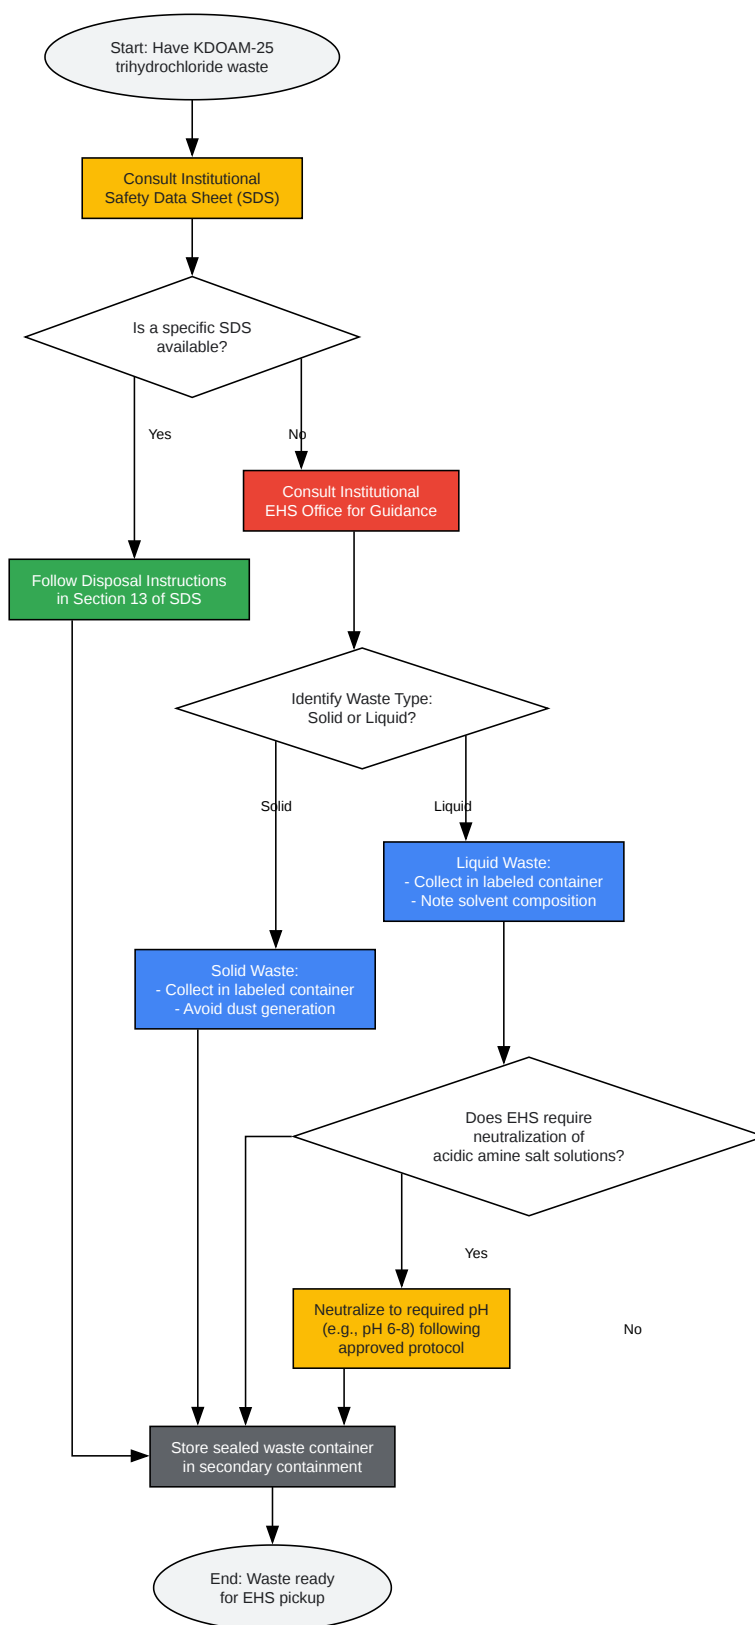 Start: Have KDOAM-25
trihydrochloride waste
Consult Institutional
Safety Data Sheet (SDS)
Is a specific SDS
available?
Yes
No
Consult Institutional
EHS Office for Guidance
Follow Disposal Instructions
in Section 13 of SDS
Identify Waste Type:
Solid or Liquid?
Solid
Liquid
Liquid Waste:
- Collect in labeled container
- Note solvent composition
Solid Waste:
- Collect in labeled container
- Avoid dust generation
Does EHS require
neutralization of
acidic amine salt solutions?
Yes
Neutralize to required pH
(e.g., pH 6-8) following
approved protocol
No
Store sealed waste container
in secondary containment
End: Waste ready
for EHS pickup